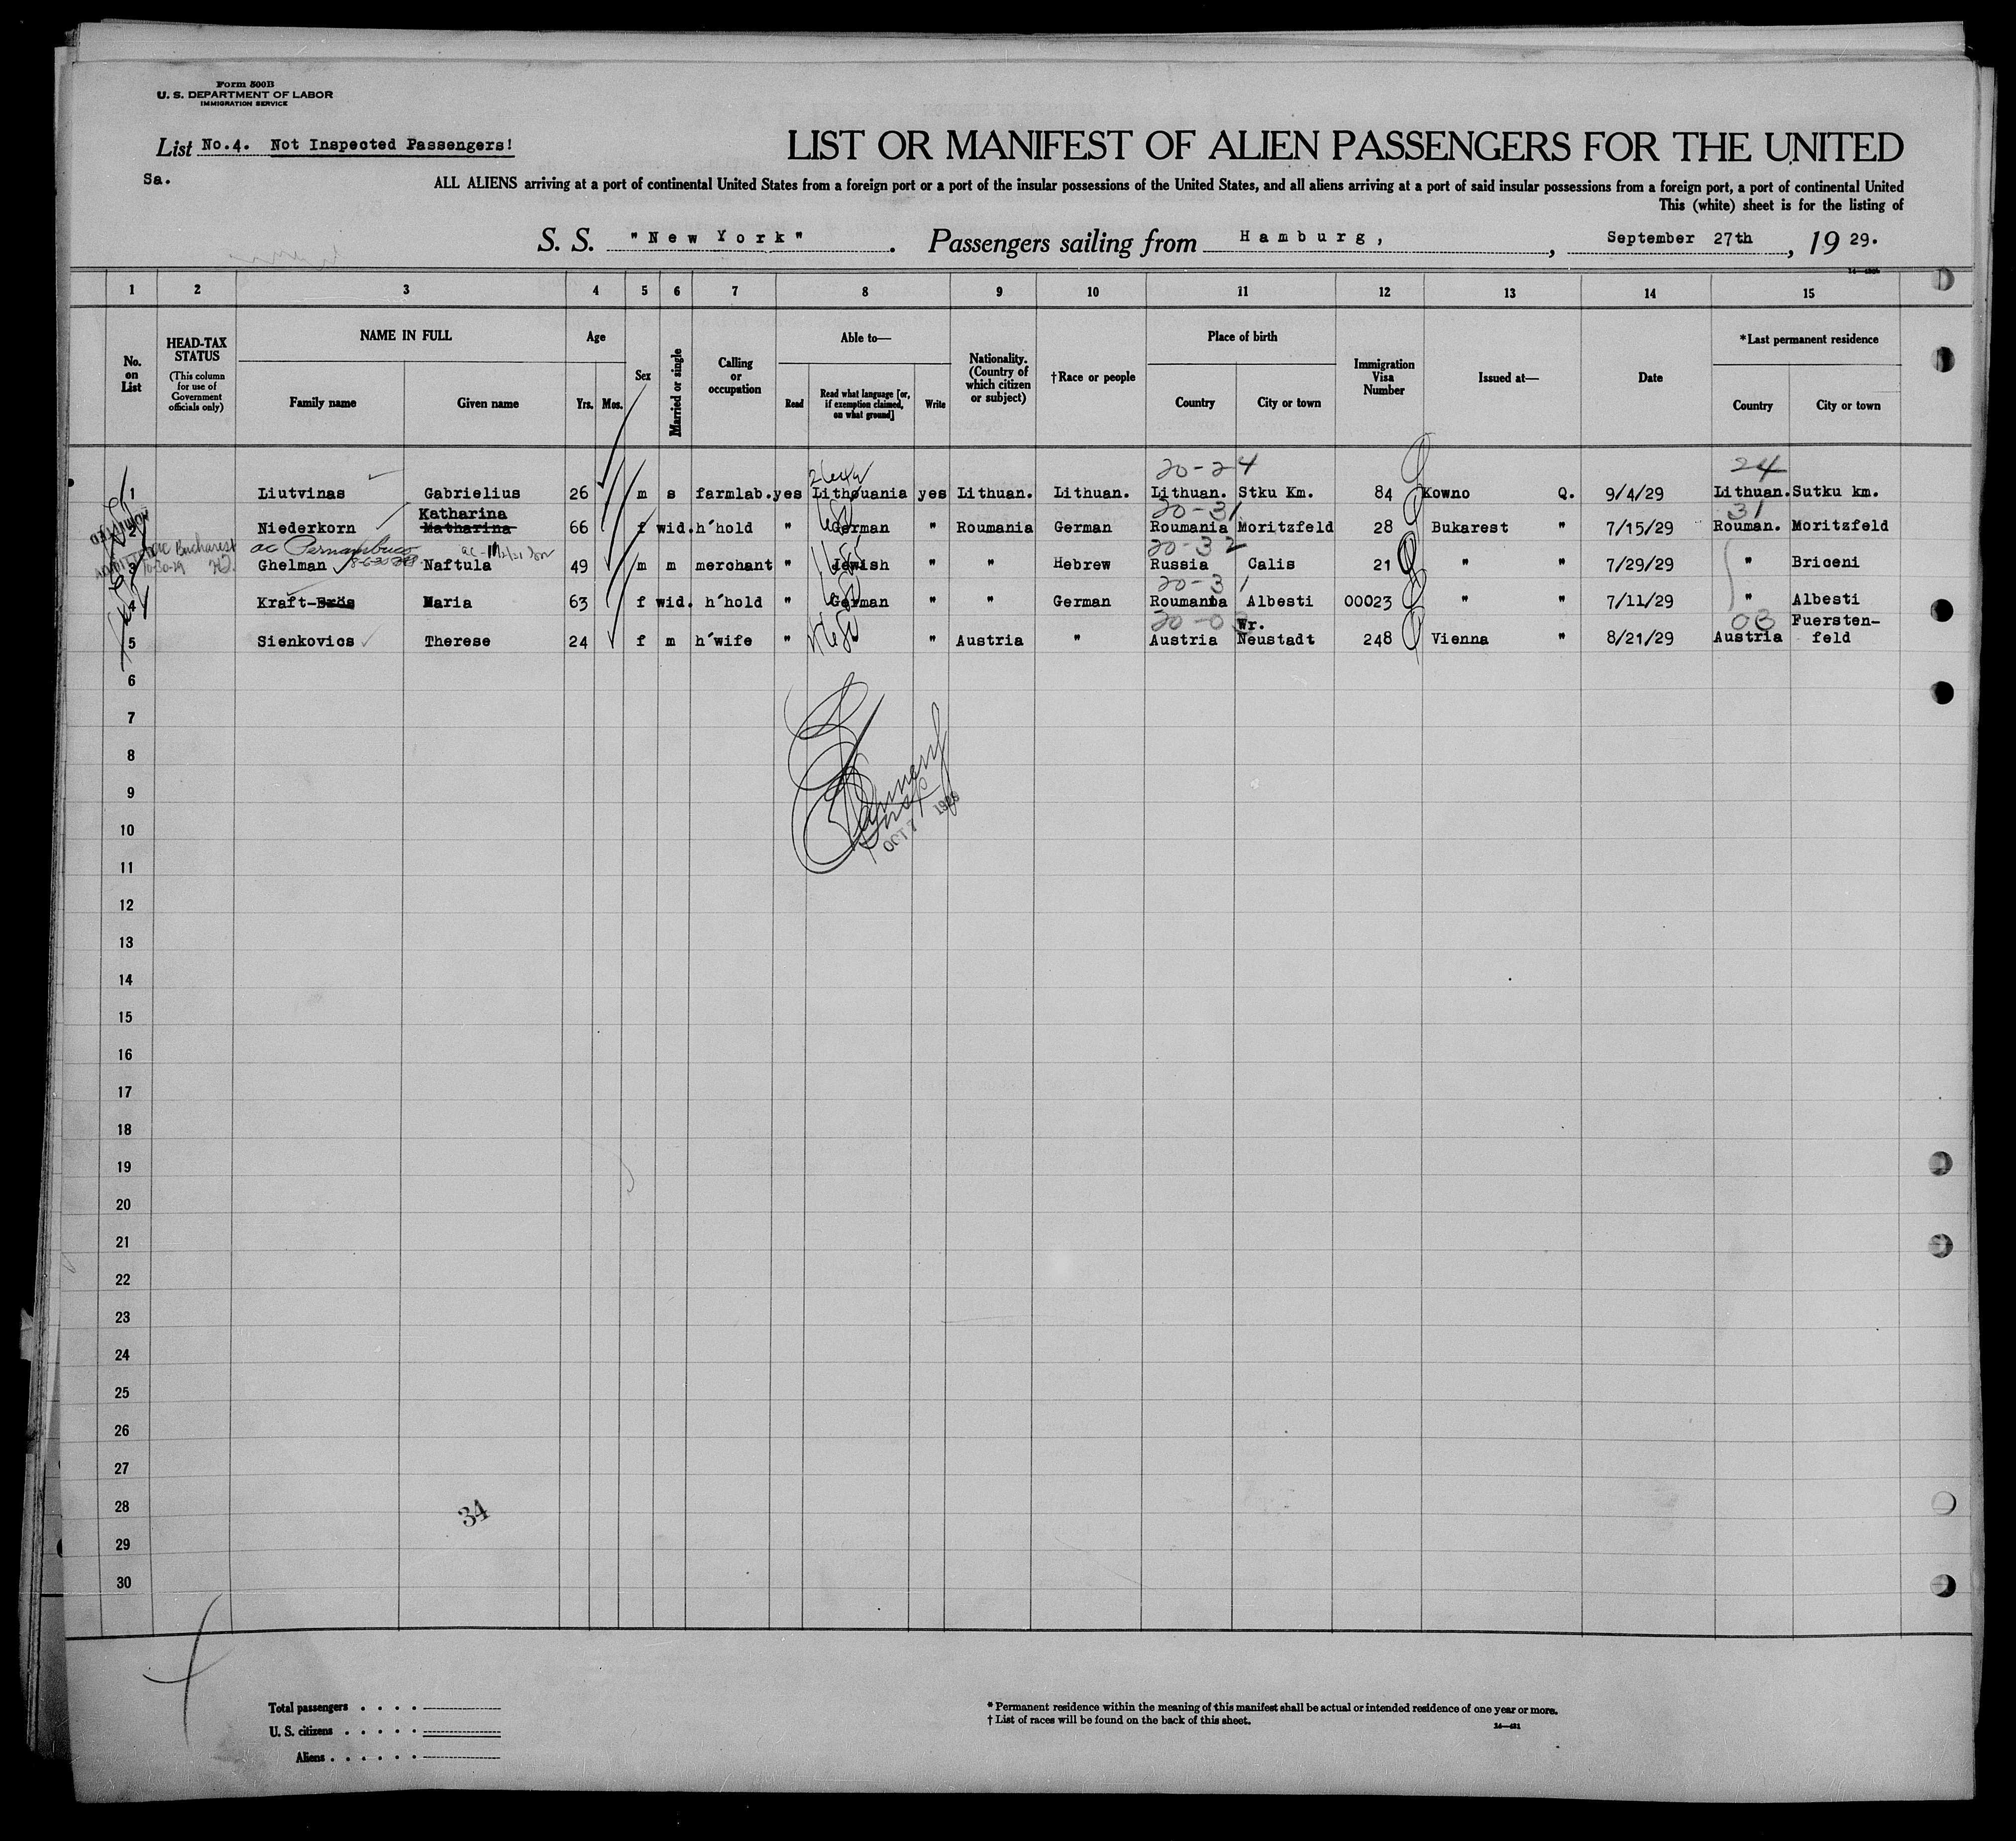 Form 500B
U. S. DEPARTMENT OF LABOR
IMMIGRATION SERVICE
List No.4. Not Inspected Passengers!
Sa.
LIST OR MANIFEST OF ALIEN PASSENGERS FOR THE UNITED
ALL ALIENS arriving at a port of continental United States from a foreign port or a port of the insular possessions of the United States, and all aliens arriving at a port of said insular possessions from a foreign port, a port of continental United
This (white) sheet is for the listing of
S. S. "New York". Passengers sailing from Hamburg, , September 27th , 19 29.
1 2 3 4 5 6 7 8 9 10 11 12 13 14 15
No. on List
HEAD-TAX STATUS (This column for use of Government officials only)
NAME IN FULL Family name Given name
Age Yrs. Mos.
Sex
Married or single
Calling or occupation
Able to— Read Read what language [or, if exemption claimed, on what ground] Write
Nationality. (Country of which citizen or subject)
†Race or people
Place of birth Country City or town
Immigration Visa Number
Issued at—
Date
*Last permanent residence Country City or town
20-24 24
1 Liutvinas Gabrielius 26 m s farmlab. yes Lithouania yes Lithuan. Lithuan. Lithuan. Stku Km. 84 Kowno Q. 9/4/29 Lithuan. Sutku km.
Katharina 20-31 31
2 Niederkorn Matharina 66 f wid. h'hold " German " Roumania German Roumania Moritzfeld 28 Bukarest " 7/15/29 Rouman. Moritzfeld
ac Bucharest ac Pernambuco 20-32
10-30-29
3 Ghelman Naftula 49 m m merchant " Jewish " " Hebrew Russia Calis 21 " " 7/29/29 " Briceni
20-31
4 Kraft-Erös Maria 63 f wid. h'hold " German " " German Roumania Albesti 00023 " " 7/11/29 " Albesti
20-03 Wr. 03 Fuersten-
5 Sienkovics Therese 24 f m h'wife " " Austria " Austria Neustadt 248 Vienna " 8/21/29 Austria feld
6
7
8
9
10
OCT 7 1929
11
12
13
14
15
16
17
18
19
20
21
22
23
24
25
26
27
28
34
29
30
Total passengers . . . .
U. S. citizens . . . . .
Aliens . . . . . .
* Permanent residence within the meaning of this manifest shall be actual or intended residence of one year or more.
† List of races will be found on the back of this sheet.